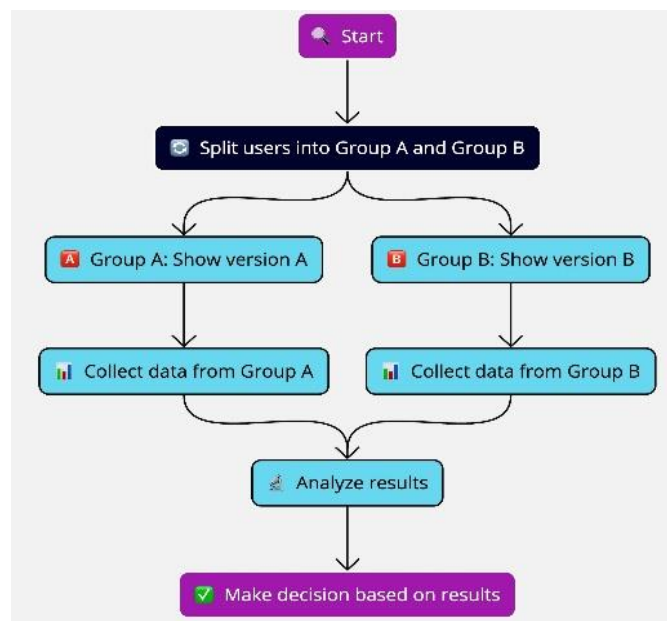 Start
Split users into Group A and Group B
A Group A: Show version A
B Group B: Show version B
Collect data from Group A
Collect data from Group B
Analyze results
Make decision based on results